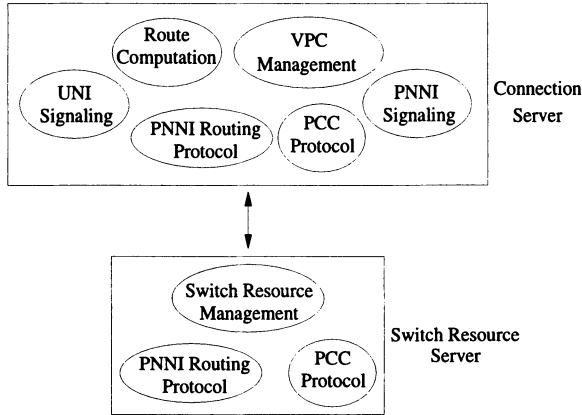 Route
Computation
VPC
Management
UNI
Signaling
PNNI
Signaling
PNNI Routing
Protocol
PCC
Protocol
Connection
Server
Switch Resource
Management
PNNI Routing
Protocol
PCC
Protocol
Switch Resource
Server